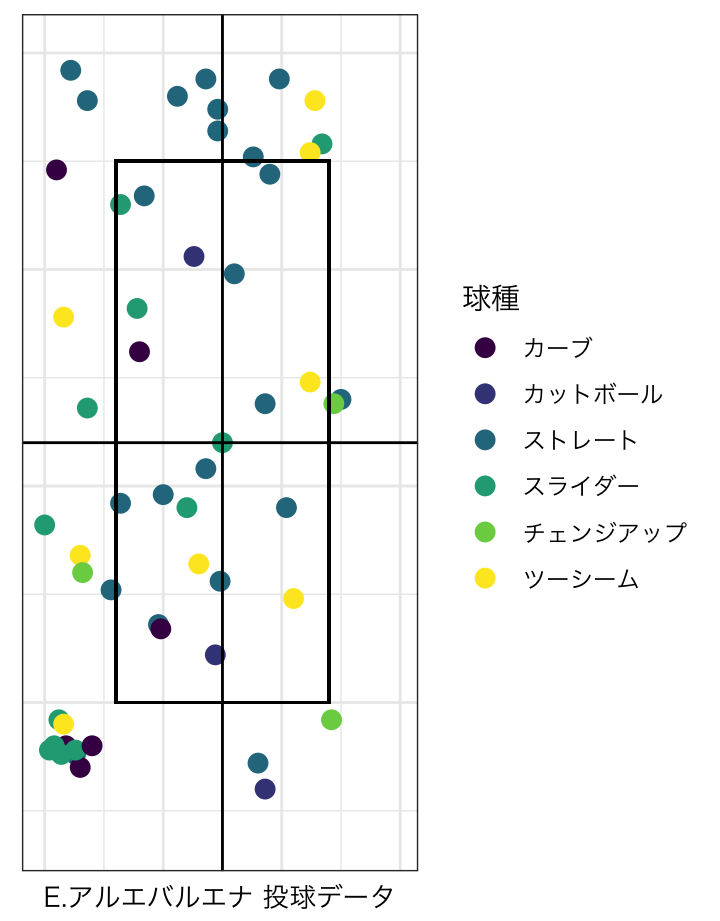 球種
カーブ
カットボール
ストレート
スライダー
チェンジアップ
ツーシーム
E.アルエバルエナ 投球データ